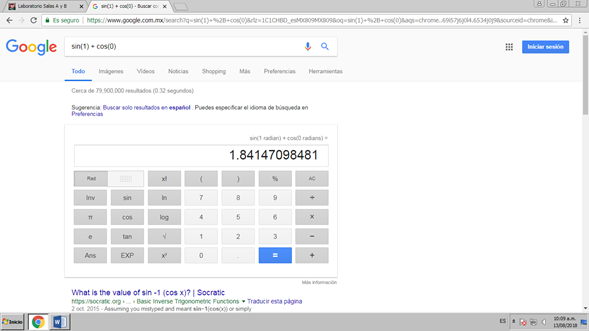 Laboratorio Salas A y B
sin(1) + cos(0) - Buscar co
Es seguro
https://www.google.com.mx/search?q=sin(1)+%2B+cos(0)&rlz=1C1CHBD_esMX809MX809&oq=sin(1)+%2B+cos(0)&aqs=chrome..69i57j6j0l4.6534j0j9&sourceid=chrome&i...
Google
sin(1) + cos(0)
Iniciar sesión
Todo Imágenes Videos Noticias Shopping Más Preferencias Herramientas
Cerca de 79,900,000 resultados (0.32 segundos)
Sugerencia: Buscar solo resultados en español . Puedes especificar el idioma de búsqueda en
Preferencias
sin(1 radian) + cos(0 radians) =
1.84147098481
Rad x! ( ) % AC
Inv sin ln 7 8 9 ÷
π cos log 4 5 6 ×
e tan √ 1 2 3 −
Ans EXP x^y 0 . = +
Más información
What is the value of sin -1 (cos x)? | Socratic
https://socratic.org › ... › Basic Inverse Trigonometric Functions ▼ Traducir esta página
2 oct. 2015 - Assuming you mistyped and meant sin−1(cos(x)) or simply
Inicio
ES
10:09 a.m.
13/08/2018